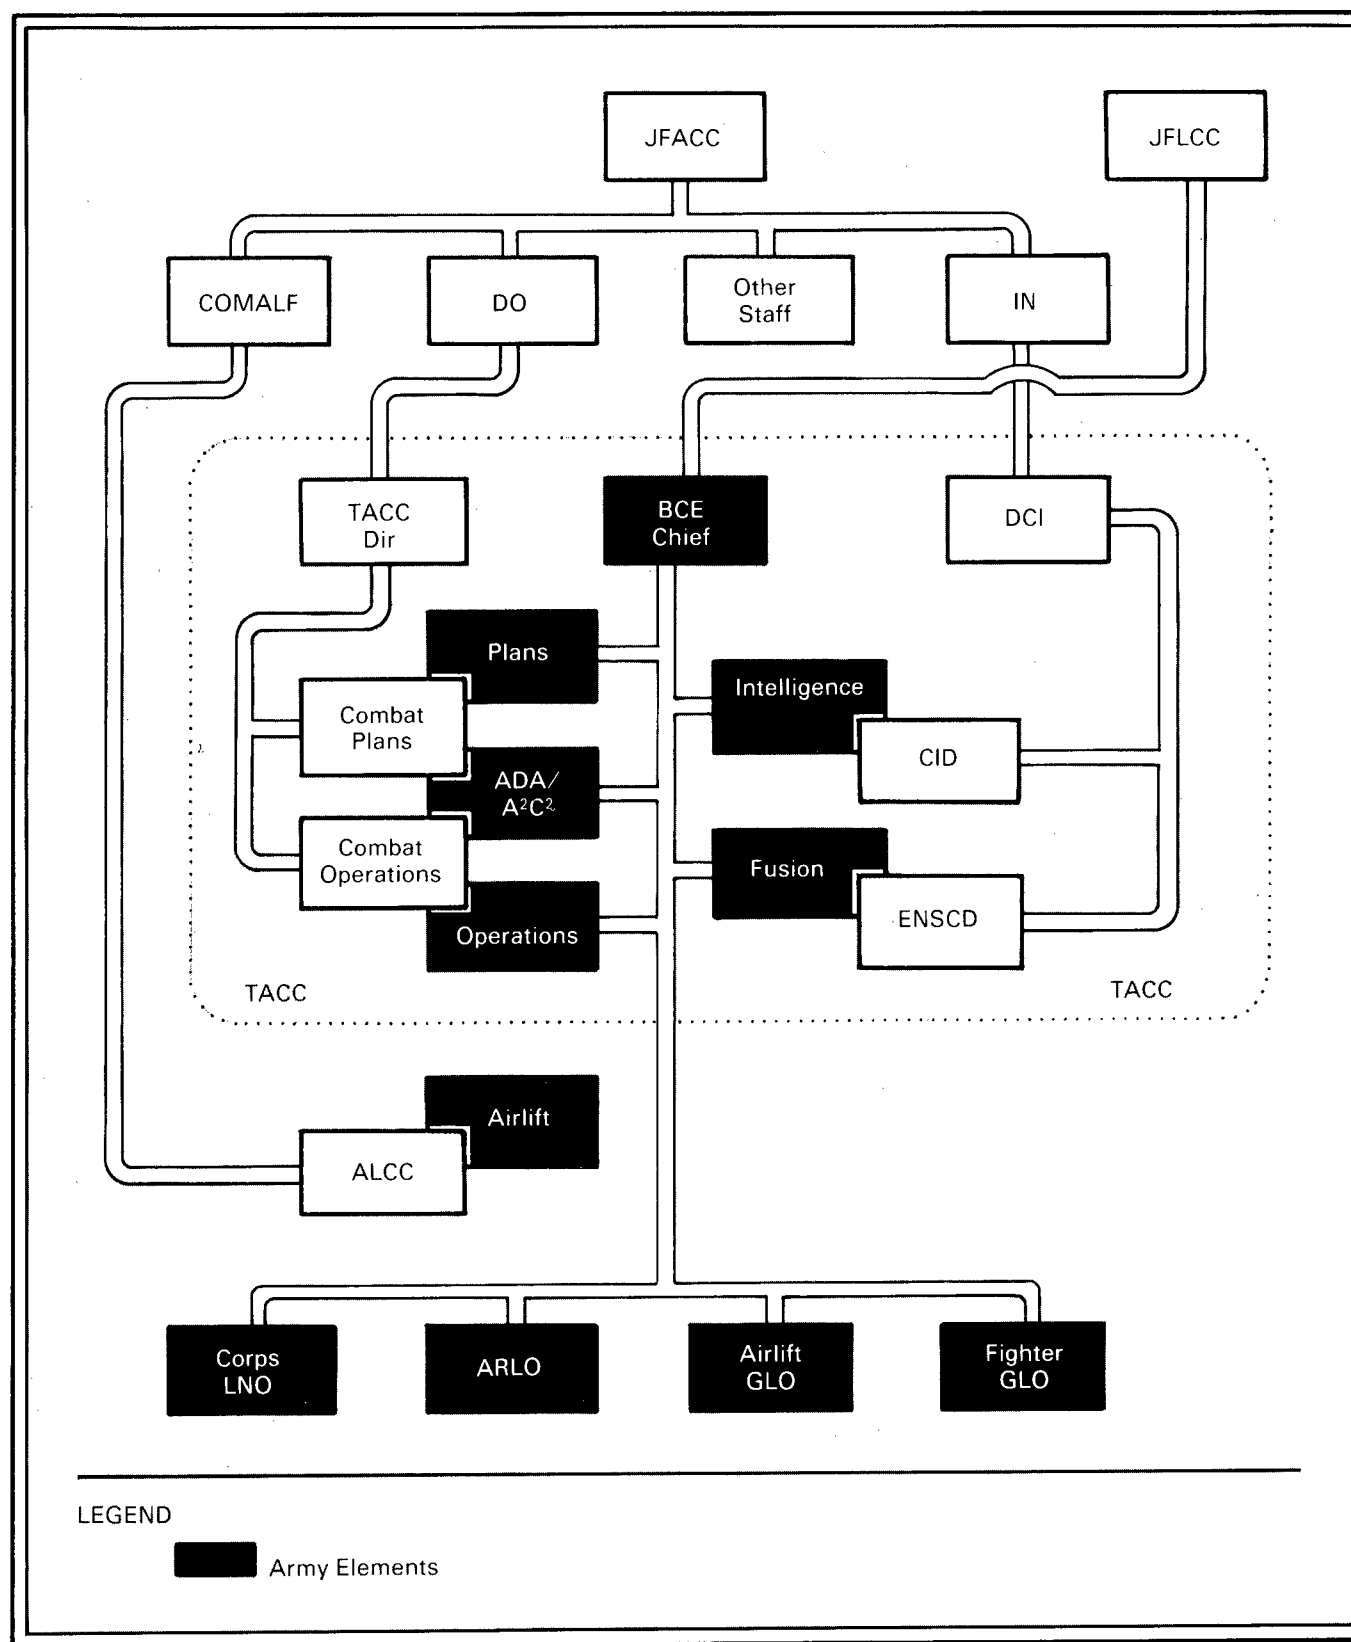 JFACC
JFLCC
COMALF
DO
Other
Staff
IN
TACC
Dir
BCE
Chief
DCI
Plans
Intelligence
Combat
Plans
CID
ADA/
A²C²
Combat
Operations
Fusion
ENSCD
Operations
TACC
TACC
Airlift
ALCC
Corps
LNO
ARLO
Airlift
GLO
Fighter
GLO
LEGEND
Army Elements